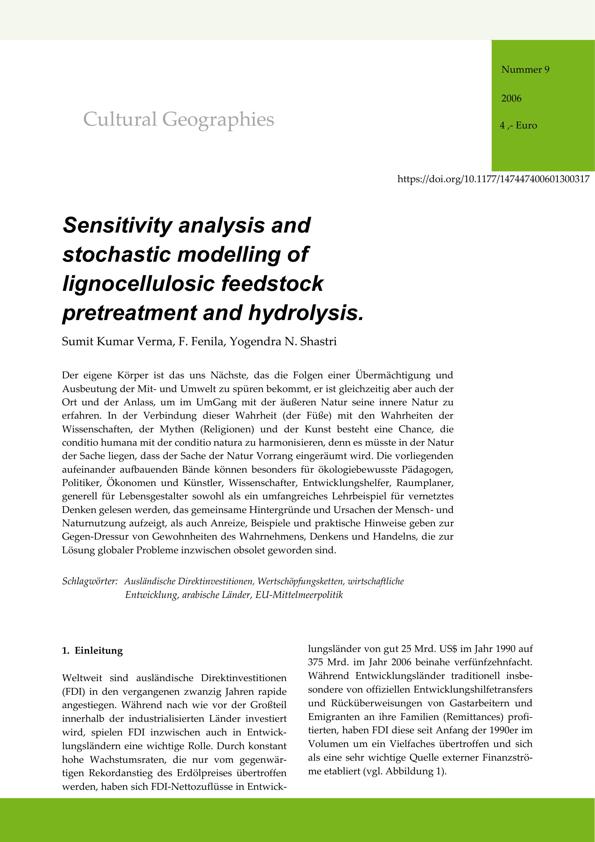 Nummer 9
2006
4 ,- Euro
Cultural Geographies
https://doi.org/10.1177/147447400601300317
Sensitivity analysis and
stochastic modelling of
lignocellulosic feedstock
pretreatment and hydrolysis.
Sumit Kumar Verma, F. Fenila, Yogendra N. Shastri
Der eigene Körper ist das uns Nächste, das die Folgen einer Übermächtigung und
Ausbeutung der Mit- und Umwelt zu spüren bekommt, er ist gleichzeitig aber auch der
Ort und der Anlass, um im UmGang mit der äußeren Natur seine innere Natur zu
erfahren. In der Verbindung dieser Wahrheit (der Füße) mit den Wahrheiten der
Wissenschaften, der Mythen (Religionen) und der Kunst besteht eine Chance, die
conditio humana mit der conditio natura zu harmonisieren, denn es müsste in der Natur
der Sache liegen, dass der Sache der Natur Vorrang eingeräumt wird. Die vorliegenden
aufeinander aufbauenden Bände können besonders für ökologiebewusste Pädagogen,
Politiker, Ökonomen und Künstler, Wissenschafter, Entwicklungshelfer, Raumplaner,
generell für Lebensgestalter sowohl als ein umfangreiches Lehrbeispiel für vernetztes
Denken gelesen werden, das gemeinsame Hintergründe und Ursachen der Mensch- und
Naturnutzung aufzeigt, als auch Anreize, Beispiele und praktische Hinweise geben zur
Gegen-Dressur von Gewohnheiten des Wahrnehmens, Denkens und Handelns, die zur
Lösung globaler Probleme inzwischen obsolet geworden sind.
Schlagwörter: Ausländische Direktinvestitionen, Wertschöpfungsketten, wirtschaftliche
Entwicklung, arabische Länder, EU-Mittelmeerpolitik
1. Einleitung
Weltweit sind ausländische Direktinvestitionen
(FDI) in den vergangenen zwanzig Jahren rapide
angestiegen. Während nach wie vor der Großteil
innerhalb der industrialisierten Länder investiert
wird, spielen FDI inzwischen auch in Entwick-
lungsländern eine wichtige Rolle. Durch konstant
hohe Wachstumsraten, die nur vom gegenwär-
tigen Rekordanstieg des Erdölpreises übertroffen
werden, haben sich FDI-Nettozuflüsse in Entwick-
lungsländer von gut 25 Mrd. US$ im Jahr 1990 auf
375 Mrd. im Jahr 2006 beinahe verfünfzehnfacht.
Während Entwicklungsländer traditionell insbe-
sondere von offiziellen Entwicklungshilfetransfers
und Rücküberweisungen von Gastarbeitern und
Emigranten an ihre Familien (Remittances) profi-
tierten, haben FDI diese seit Anfang der 1990er im
Volumen um ein Vielfaches übertroffen und sich
als eine sehr wichtige Quelle externer Finanzströ-
me etabliert (vgl. Abbildung 1).